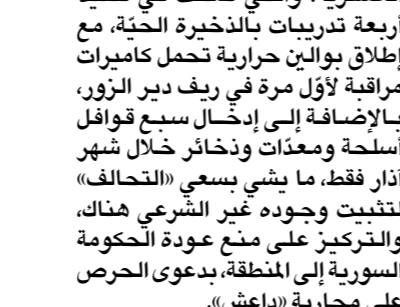 أربعة تدريبات بالذخيرة الحيّة، مع
إطلاق بوالين حرارية تحمل كاميرات
مراقبة لأوّل مرة في ريف دير الزور،
بالإضافة إلى إدخال سبع قوافل
أسلحة ومعدّات وذخائر خلال شهر
آذار فقط، ما يشي بسعي «التحالف»
لتثبيت وجوده غير الشرعي هناك،
والتركيز على منع عودة الحكومة
السورية إلى المنطقة، بدعوى الحرص
على محاربة «داعش».